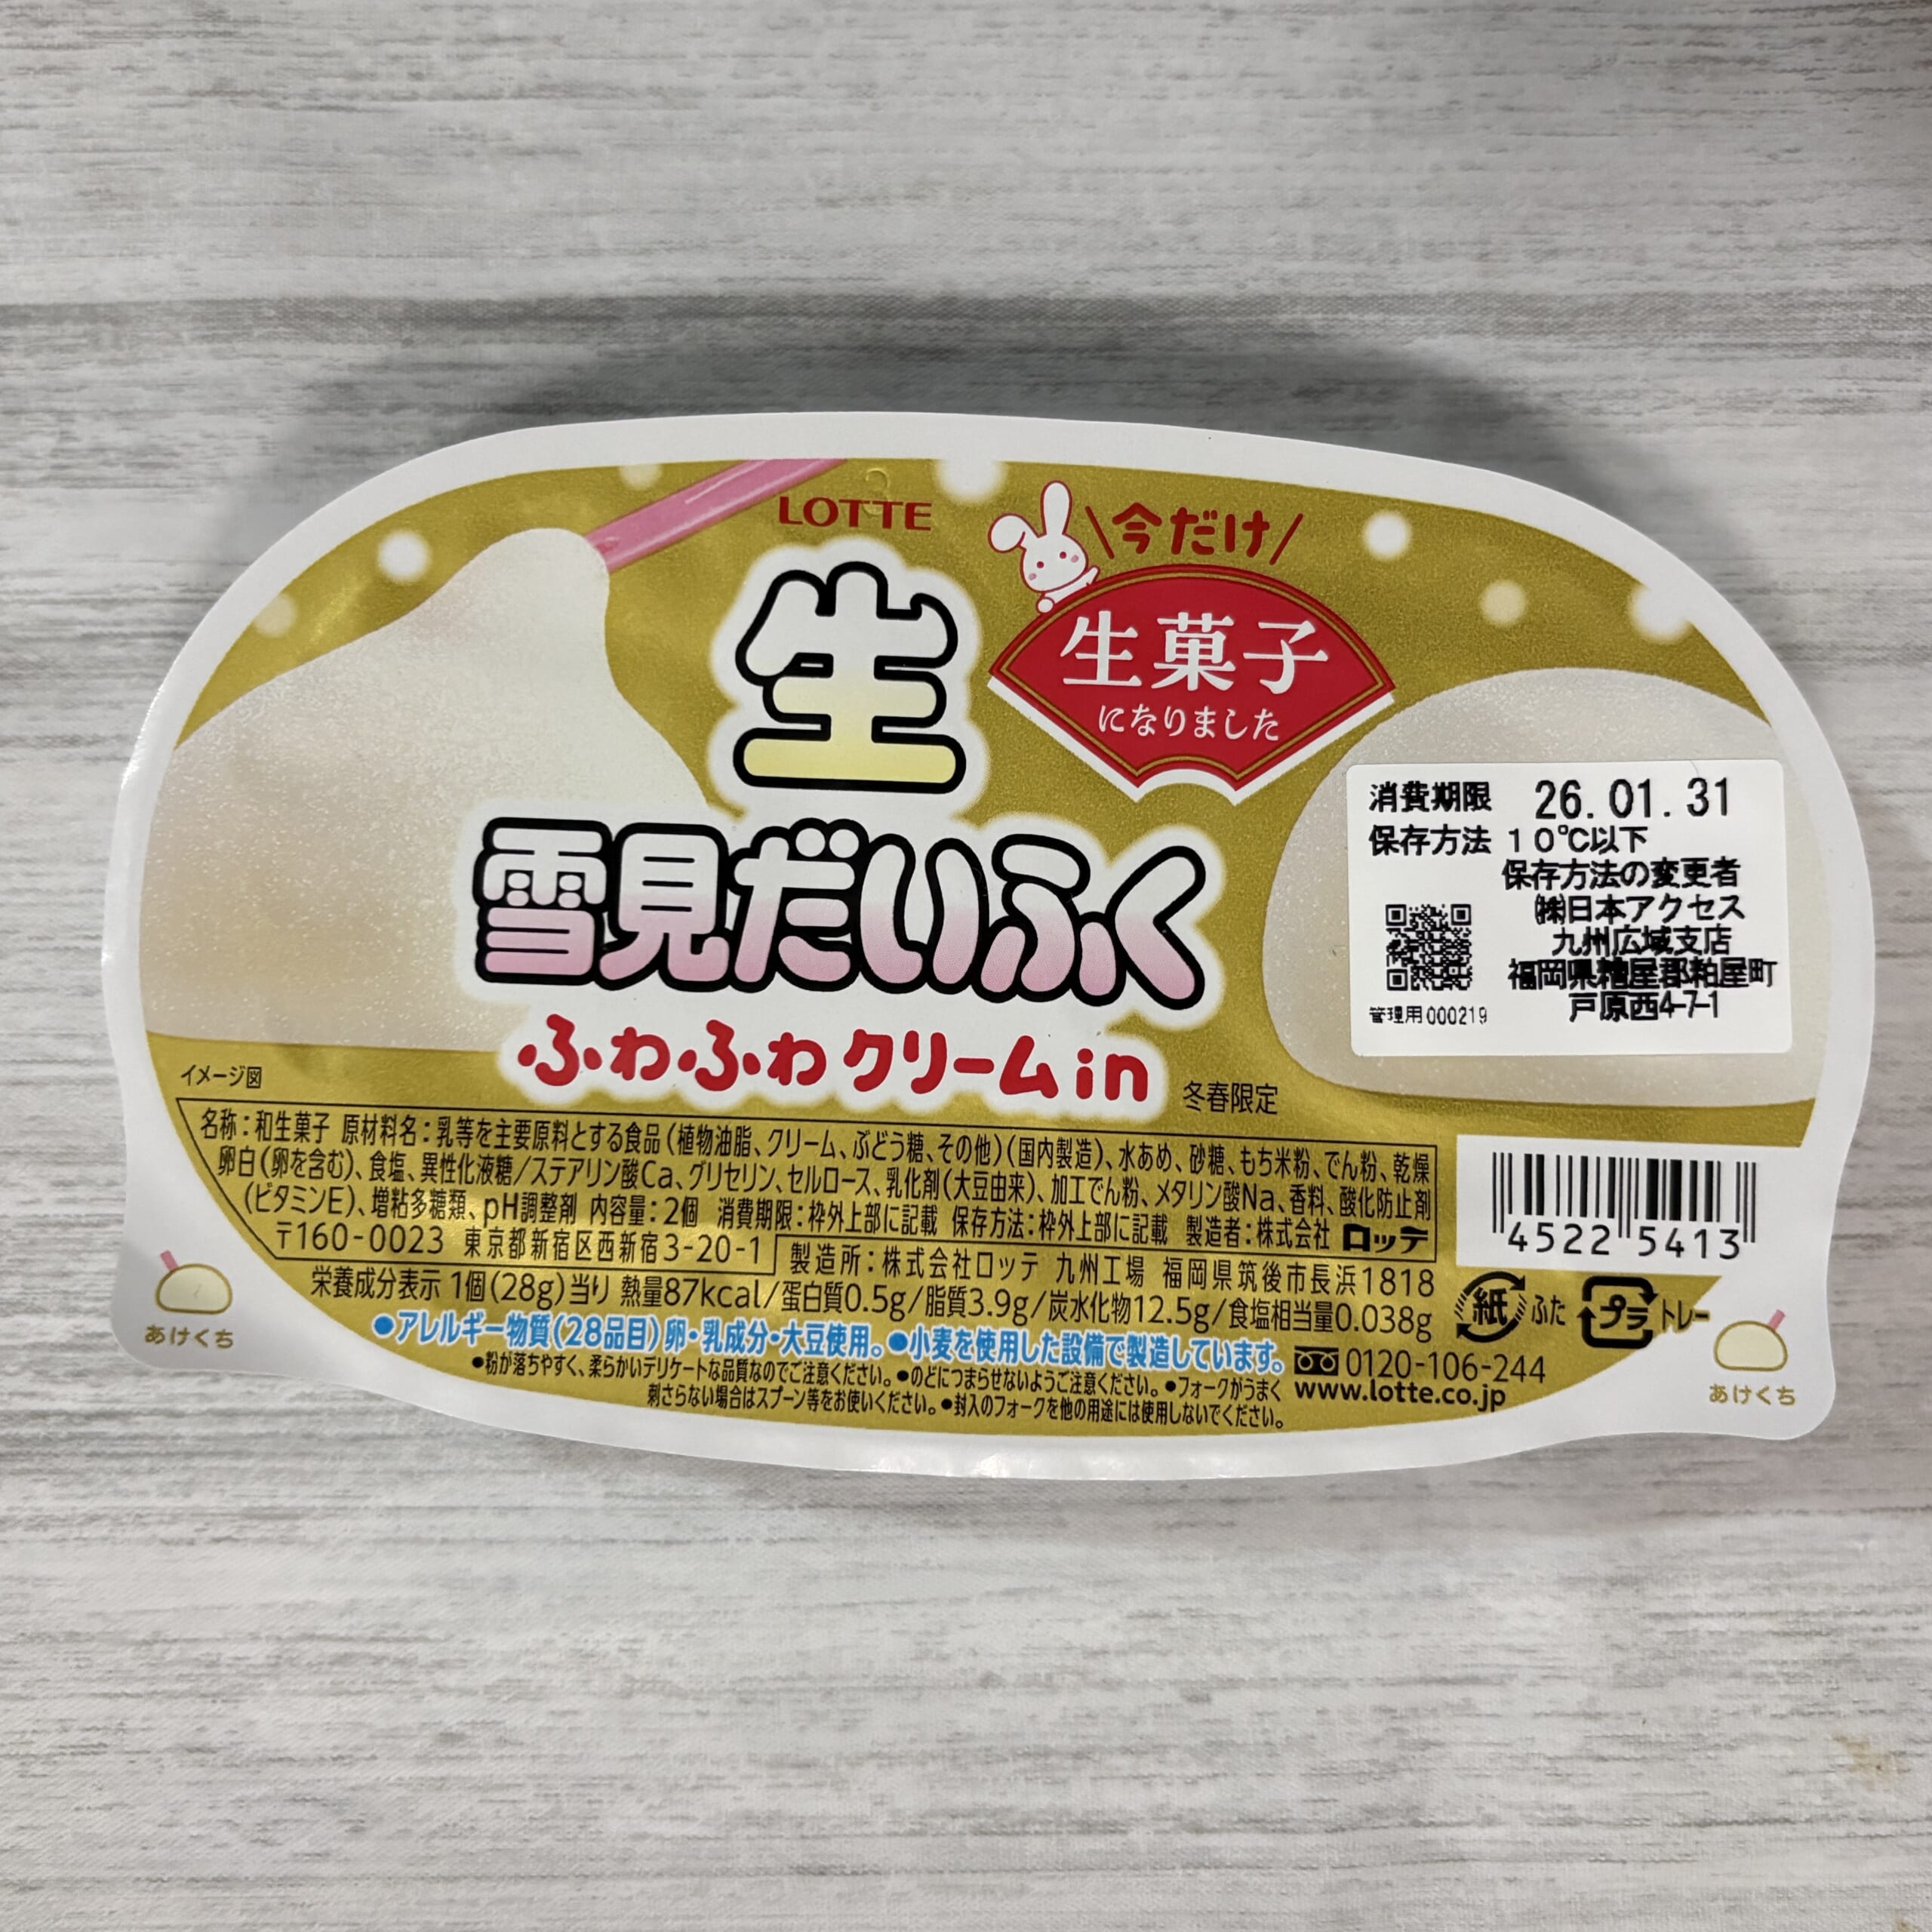 LOTTE
今だけ
生菓子
になりました
生
雪見だいふく
ふわふわクリームin
冬春限定
イメージ図
消費期限 26.01.31
保存方法 10℃以下
保存方法の変更者
㈱日本アクセス
九州広域支店
福岡県糟屋郡粕屋町
戸原西4-7-1
管理用000219
名称：和生菓子 原材料名：乳等を主要原料とする食品（植物油脂、クリーム、ぶどう糖、その他）（国内製造）、水あめ、砂糖、もち米粉、でん粉、乾燥
卵白（卵を含む）、食塩、異性化液糖／ステアリン酸Ca、グリセリン、セルロース、乳化剤（大豆由来）、加工でん粉、メタリン酸Na、香料、酸化防止剤
（ビタミンE）、増粘多糖類、pH調整剤 内容量：2個 消費期限：枠外上部に記載 保存方法：枠外上部に記載 製造者：株式会社 ロッテ
〒160-0023 東京都新宿区西新宿3-20-1
製造所：株式会社ロッテ 九州工場 福岡県筑後市長浜1818
栄養成分表示 1個（28g）当り 熱量87kcal/蛋白質0.5g/脂質3.9g/炭水化物12.5g/食塩相当量0.038g
●アレルギー物質（28品目）卵・乳成分・大豆使用。●小麦を使用した設備で製造しています。
●粉が落ちやすく、柔らかいデリケートな品質なのでご注意ください。●のどにつまらせないようご注意ください。●フォークがうまく
刺さらない場合はスプーン等をお使いください。●封入のフォークを他の用途には使用しないでください。
0120-106-244
www.lotte.co.jp
4522 5413
紙 ふた プラ トレー
あけくち
あけくち